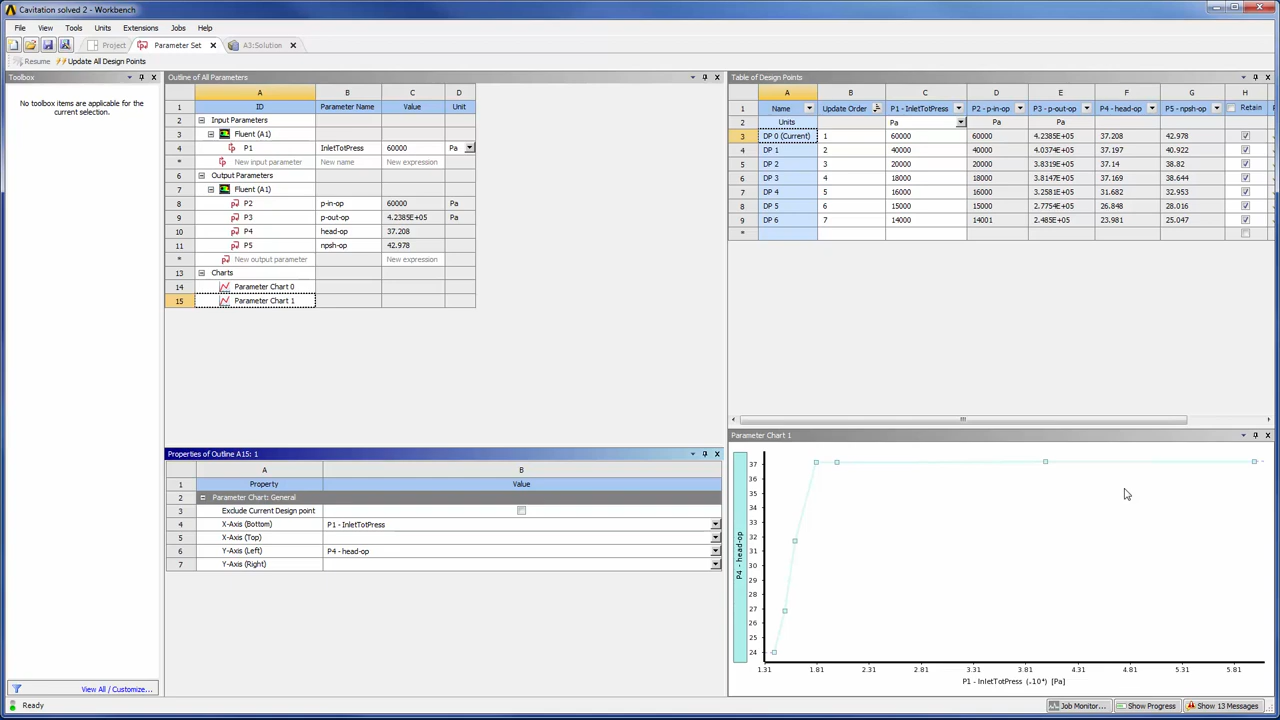 Cavitation solved 2 - Workbench
File View Tools Units Extensions Jobs Help
Project Parameter Set A3:Solution
Resume Update All Design Points
Toolbox
No toolbox items are applicable for the
current selection.
View All / Customize...
Outline of All Parameters
A B C D
1 ID Parameter Name Value Unit
2 Input Parameters
3 Fluent (A1)
4 P1 InletTotPress 60000 Pa
* New input parameter New name New expression
6 Output Parameters
7 Fluent (A1)
8 P2 p-in-op 60000 Pa
9 P3 p-out-op 4.2385E+05 Pa
10 P4 head-op 37.208
11 P5 npsh-op 42.978
* New output parameter New expression
13 Charts
14 Parameter Chart 0
15 Parameter Chart 1
Properties of Outline A15: 1
A B
1 Property Value
2 Parameter Chart: General
3 Exclude Current Design point
4 X-Axis (Bottom) P1 - InletTotPress
5 X-Axis (Top)
6 Y-Axis (Left) P4 - head-op
7 Y-Axis (Right)
Table of Design Points
A B C D E F G H
1 Name Update Order P1 - InletTotPress P2 - p-in-op P3 - p-out-op P4 - head-op P5 - npsh-op Retain
2 Units Pa Pa Pa
3 DP 0 (Current) 1 60000 60000 4.2385E+05 37.208 42.978
4 DP 1 2 40000 40000 4.0374E+05 37.197 40.922
5 DP 2 3 20000 20000 3.8319E+05 37.14 38.82
6 DP 3 4 18000 18000 3.8147E+05 37.169 38.644
7 DP 4 5 16000 16000 3.2581E+05 31.682 32.953
8 DP 5 6 15000 15000 2.7754E+05 26.848 28.016
9 DP 6 7 14000 14001 2.485E+05 23.981 25.047
*
Parameter Chart 1
P4 - head-op
37
36
35
34
33
32
31
30
29
28
27
26
25
24
1.31 1.81 2.31 2.81 3.31 3.81 4.31 4.81 5.31 5.81
P1 - InletTotPress (.10⁴) [Pa]
Ready
Job Monitor... Show Progress Show 13 Messages